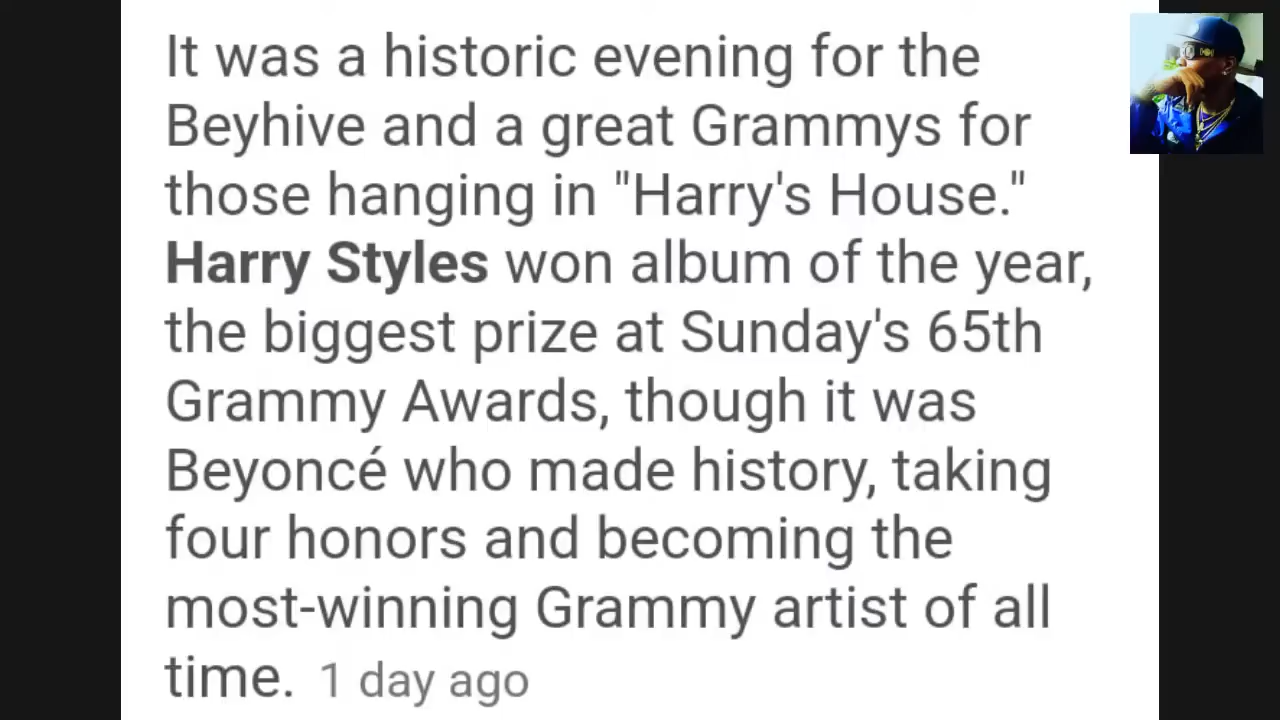 It was a historic evening for the
Beyhive and a great Grammys for
those hanging in "Harry's House."
Harry Styles won album of the year,
the biggest prize at Sunday's 65th
Grammy Awards, though it was
Beyoncé who made history, taking
four honors and becoming the
most-winning Grammy artist of all
time. 1 day ago